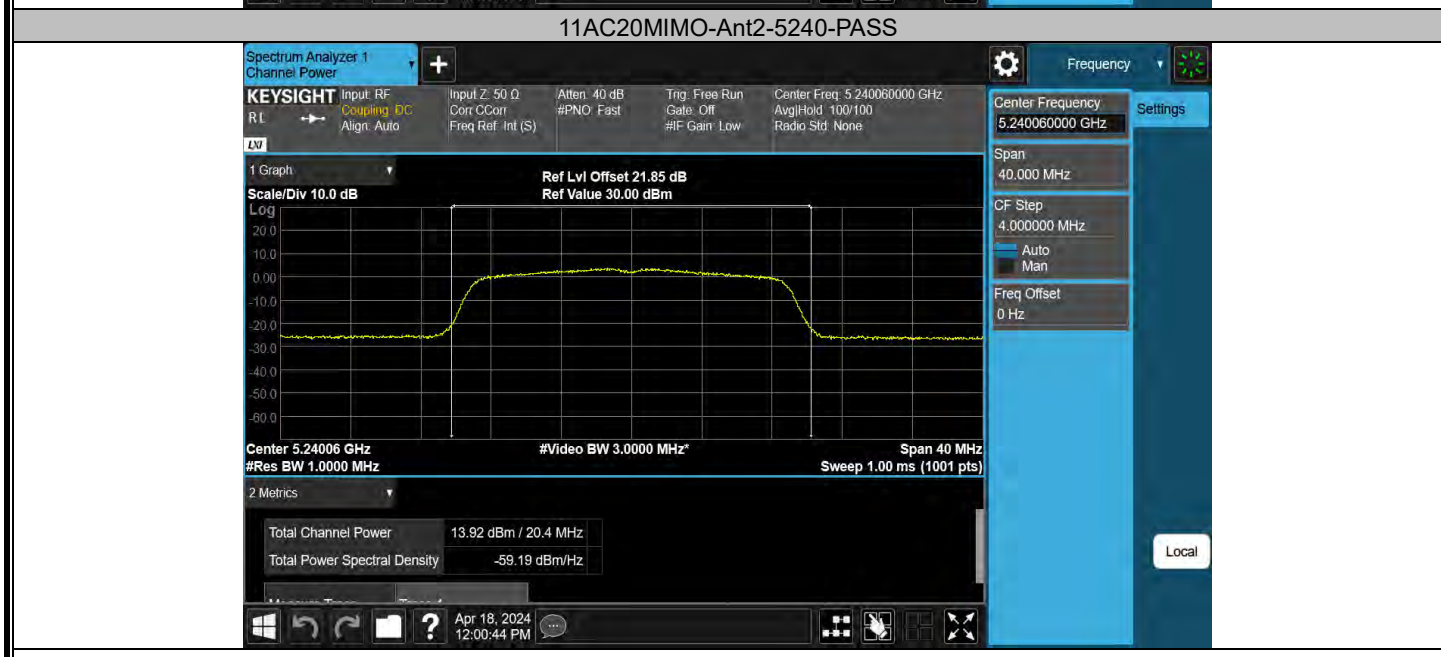 11AC20MIMO-Ant2-5240-PASS
Spectrum Analyzer 1
Channel Power
Frequency
KEYSIGHT
RL
LXI
Input: RF
Coupling: DC
Align: Auto
Input Z: 50 Ω
Corr CCorr
Freq Ref: Int (S)
Atten: 40 dB
#PNO: Fast
Trig: Free Run
Gate: Off
#IF Gain: Low
Center Freq: 5.240060000 GHz
Avg|Hold: 100/100
Radio Std: None
Center Frequency
5.240060000 GHz
Settings
Span
40.000 MHz
CF Step
4.000000 MHz
Auto
Man
Freq Offset
0 Hz
Local
1 Graph
Scale/Div 10.0 dB
Ref Lvl Offset 21.85 dB
Ref Value 30.00 dBm
Log
20.0
10.0
0.00
-10.0
-20.0
-30.0
-40.0
-50.0
-60.0
Center 5.24006 GHz
#Video BW 3.0000 MHz*
Span 40 MHz
#Res BW 1.0000 MHz
Sweep 1.00 ms (1001 pts)
2 Metrics
Total Channel Power 13.92 dBm / 20.4 MHz
Total Power Spectral Density -59.19 dBm/Hz
?
Apr 18, 2024
12:00:44 PM